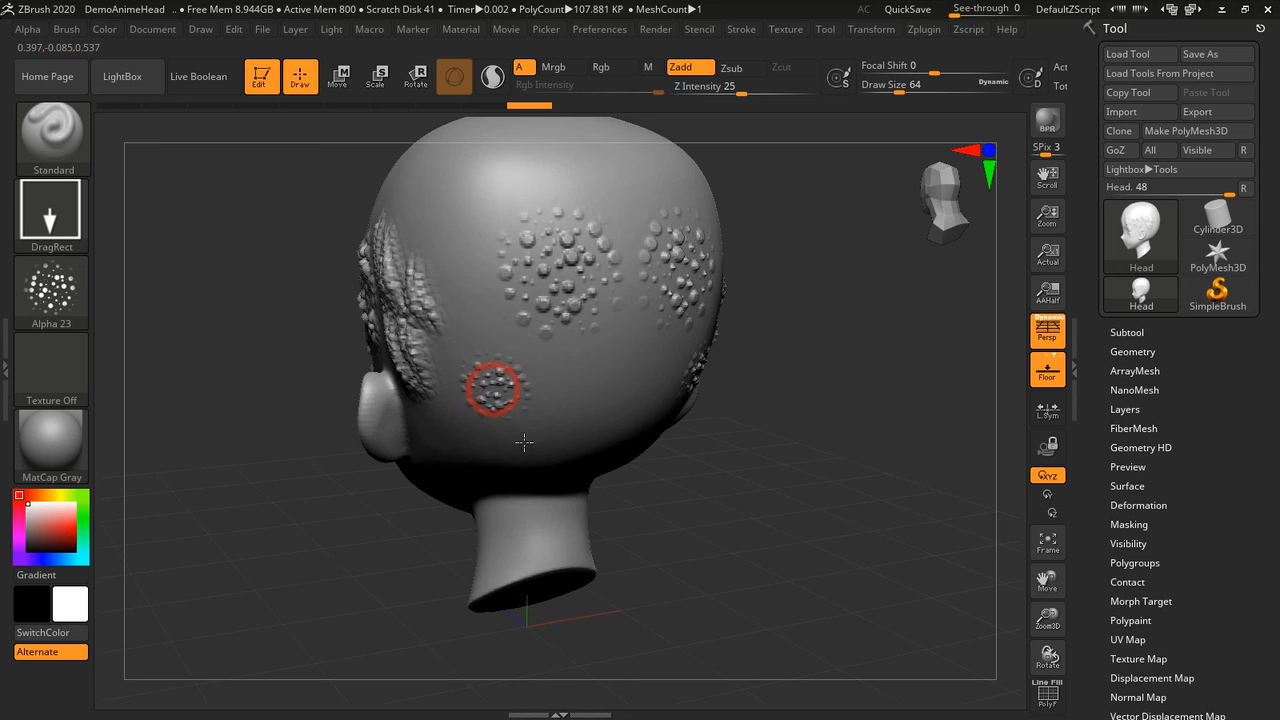 ZBrush 2020 DemoAnimeHead .. • Free Mem 8.944GB • Active Mem 800 • Scratch Disk 41 • Timer▶0.002 • PolyCount▶107.881 KP • MeshCount▶1 AC QuickSave See-through 0 DefaultZScript
Alpha Brush Color Document Draw Edit File Layer Light Macro Marker Material Movie Picker Preferences Render Stencil Stroke Texture Tool Transform Zplugin Zscript Help
0.397,-0.085,0.537
Home Page LightBox Live Boolean Edit Draw Move Scale Rotate
A Mrgb Rgb M Zadd Zsub Zcut
Rgb Intensity Z Intensity 25
S Focal Shift 0
Draw Size 64 Dynamic D
Act
Tot
Standard
DragRect
Alpha 23
Texture Off
MatCap Gray
Gradient
SwitchColor
Alternate
BPR
SPix 3
Scroll
Zoom
Actual
AAHalf
Dynamic
Persp
Floor
L.Sym
XYZ
Y
Z
Frame
Move
Zoom3D
Rotate
Line Fill
PolyF
Tool
Load Tool Save As
Load Tools From Project
Copy Tool Paste Tool
Import Export
Clone Make PolyMesh3D
GoZ All Visible R
Lightbox▶Tools
Head. 48 R
Head Cylinder3D
PolyMesh3D
Head SimpleBrush
Subtool
Geometry
ArrayMesh
NanoMesh
Layers
FiberMesh
Geometry HD
Preview
Surface
Deformation
Masking
Visibility
Polygroups
Contact
Morph Target
Polypaint
UV Map
Texture Map
Displacement Map
Normal Map
Vector Displacement Map